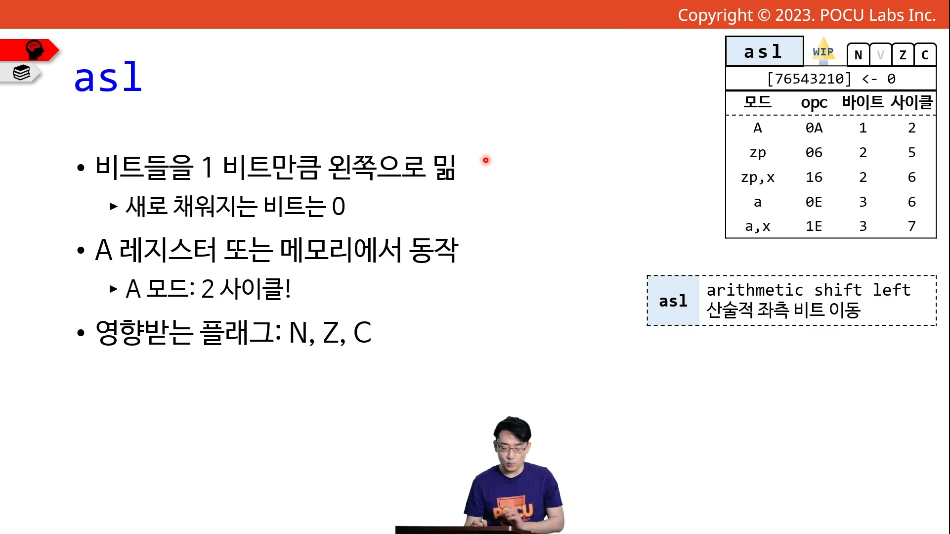 Copyright © 2023. POCU Labs Inc.
asl
asl WIP N V Z C
[76543210] <- 0
모드 opc 바이트 사이클
A 0A 1 2
zp 06 2 5
zp,x 16 2 6
a 0E 3 6
a,x 1E 3 7
• 비트들을 1 비트만큼 왼쪽으로 밂
‣ 새로 채워지는 비트는 0
• A 레지스터 또는 메모리에서 동작
‣ A 모드: 2 사이클!
• 영향받는 플래그: N, Z, C
asl arithmetic shift left
산술적 좌측 비트 이동
POCU